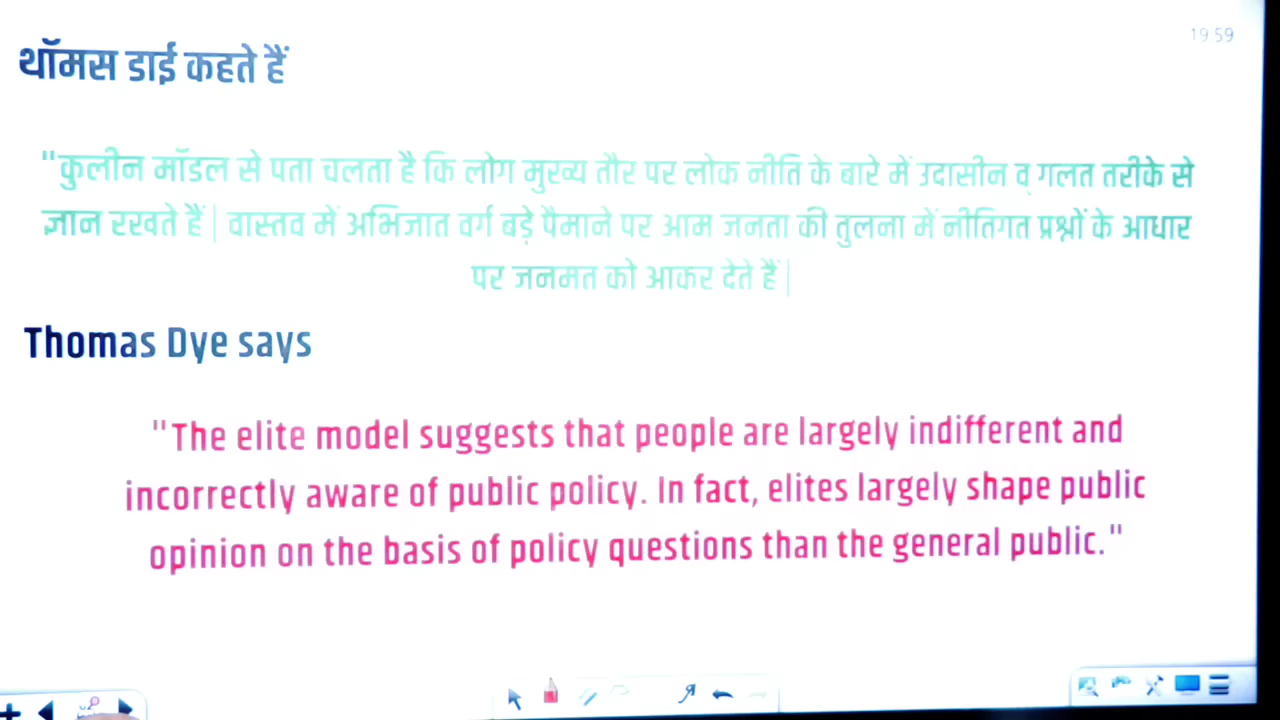 19 59
थॉमस डाई कहते हैं
"कुलीन मॉडल से पता चलता है कि लोग मुख्य तौर पर लोक नीति के बारे में उदासीन व् गलत तरीके से
ज्ञान रखते हैं | वास्तव में अभिजात वर्ग बड़े पैमाने पर आम जनता की तुलना में नीतिगत प्रश्नों के आधार
पर जनमत को आकर देते हैं |
Thomas Dye says
"The elite model suggests that people are largely indifferent and
incorrectly aware of public policy. In fact, elites largely shape public
opinion on the basis of policy questions than the general public."